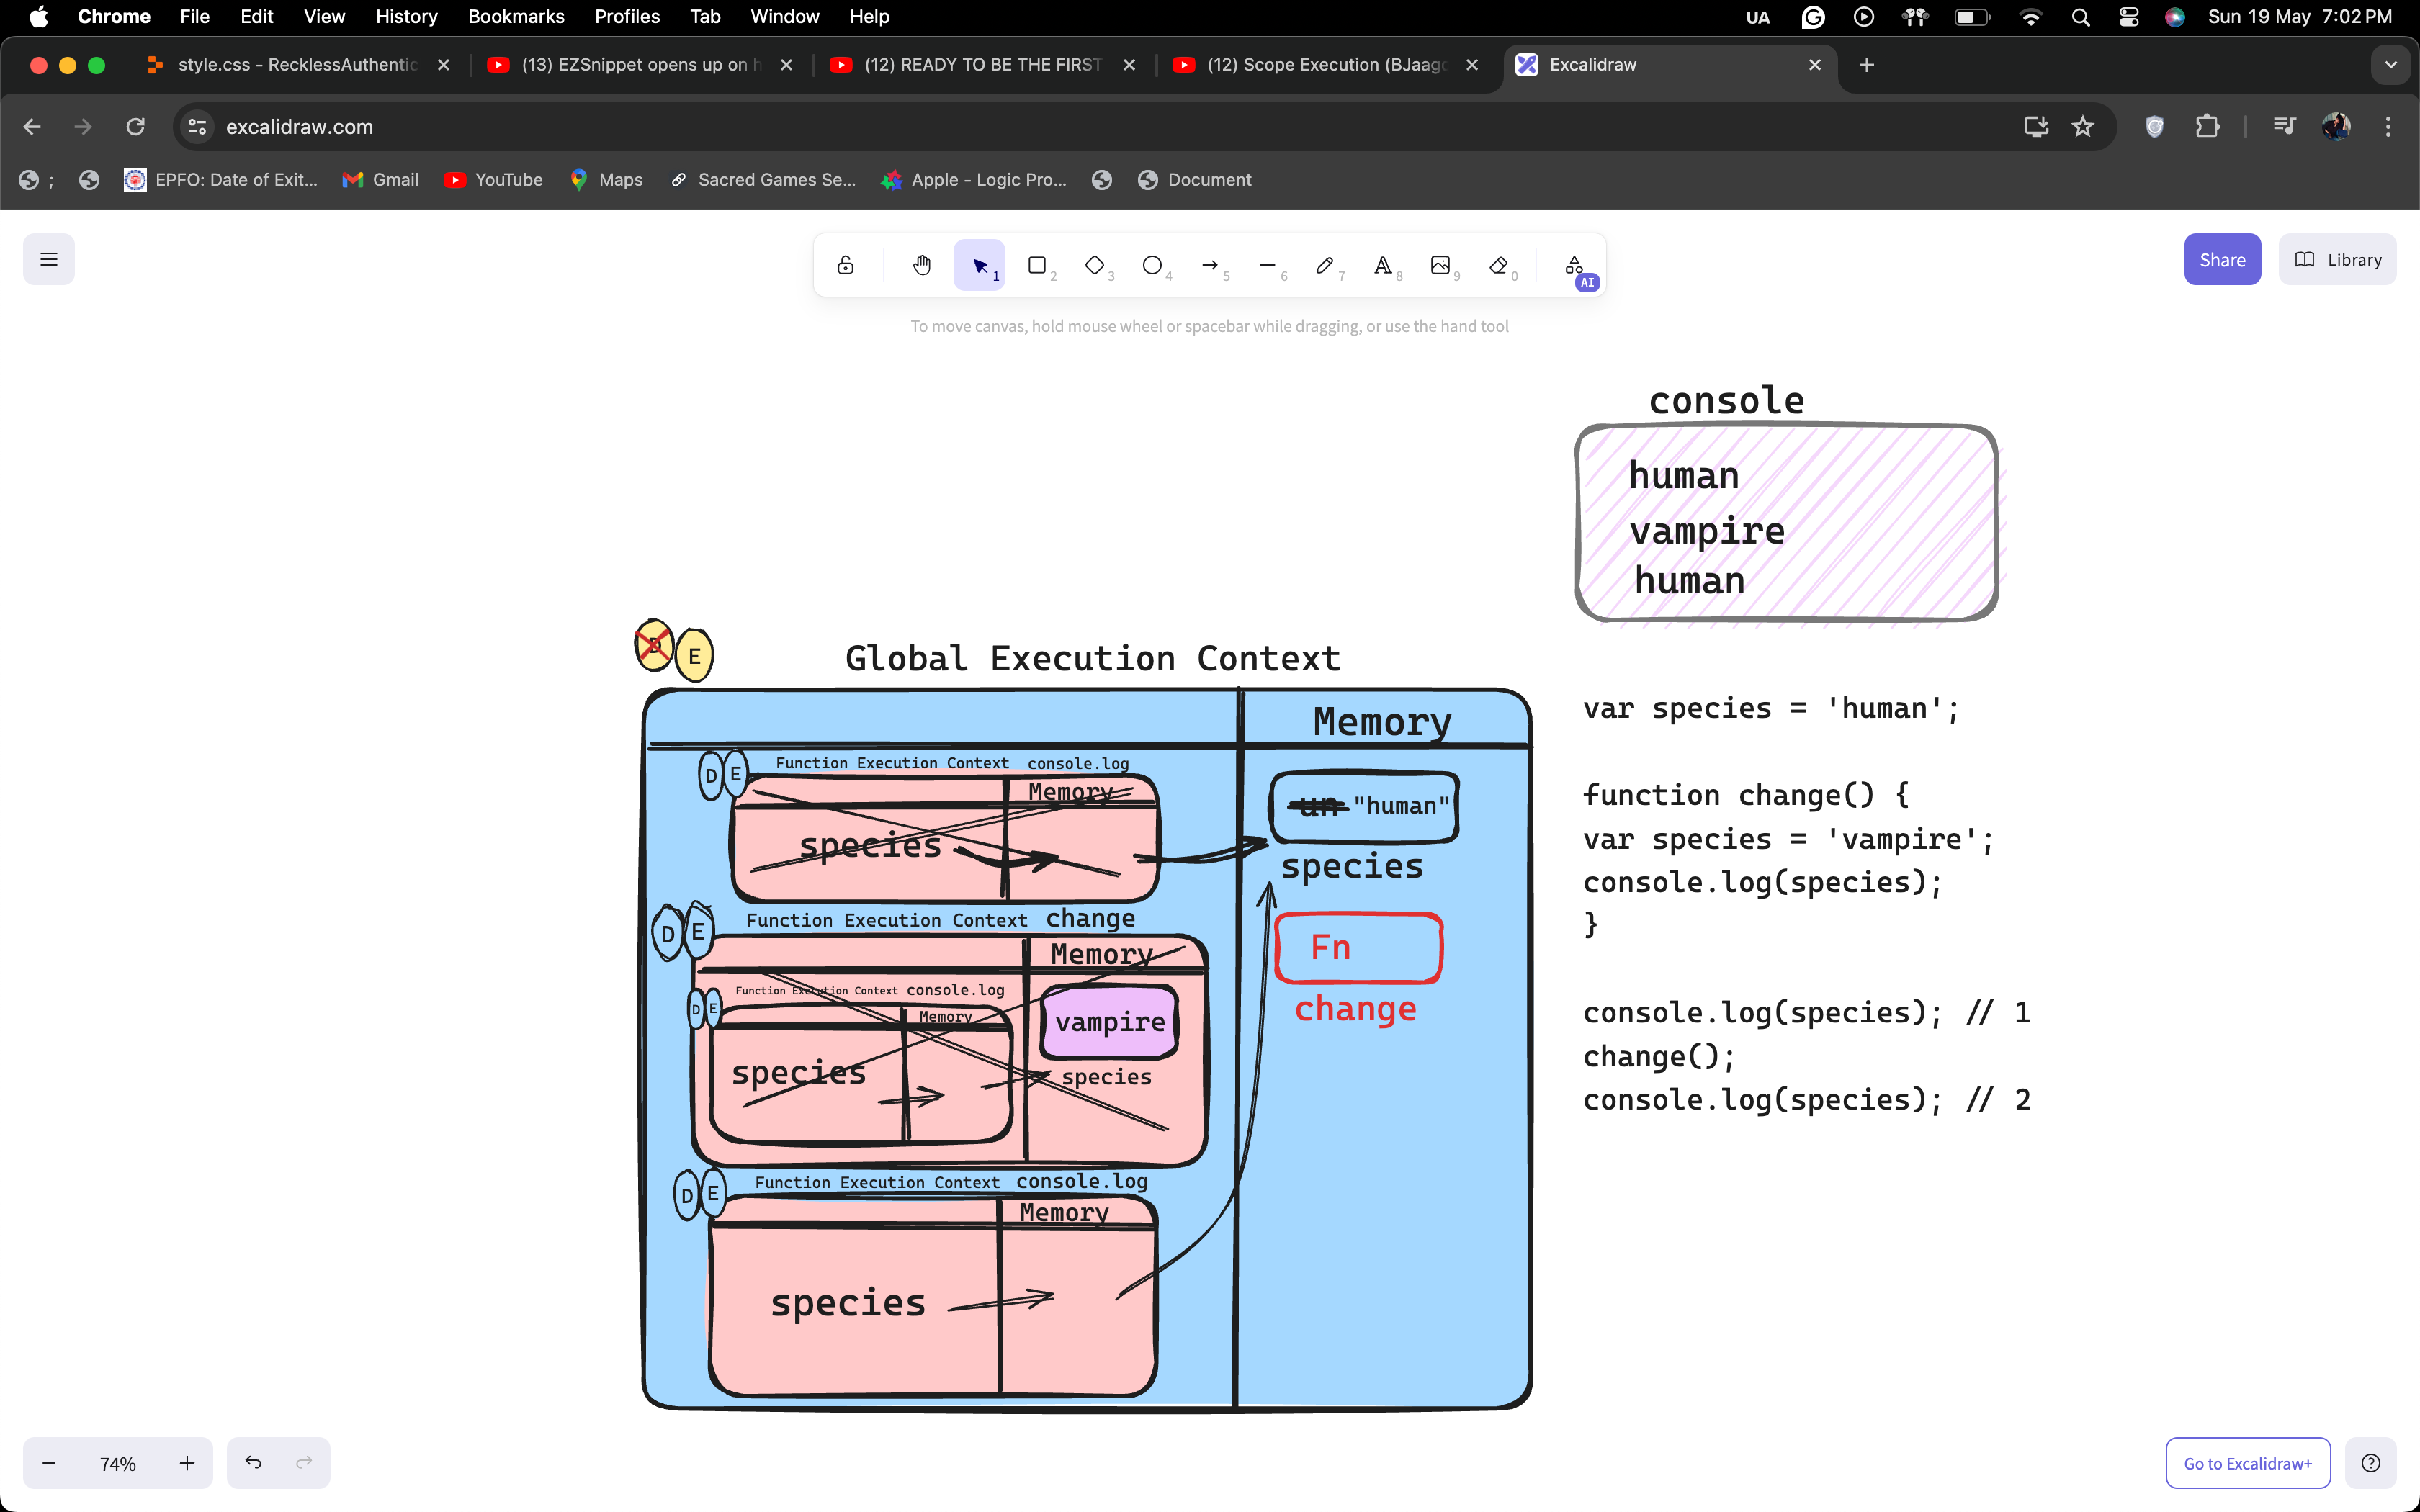 Chrome File Edit View History Bookmarks Profiles Tab Window Help UA Sun 19 May 7:02 PM
style.css - RecklessAuthentic (13) EZSnippet opens up on h (12) READY TO BE THE FIRST (12) Scope Execution (BJaago Excalidraw
excalidraw.com
; EPFO: Date of Exit... Gmail YouTube Maps Sacred Games Se... Apple - Logic Pro... Document
1 2 3 4 5 6 7 8 9 0 AI
Share Library
To move canvas, hold mouse wheel or spacebar while dragging, or use the hand tool
console
human
vampire
human
D E Global Execution Context
Memory
D E Function Execution Context console.log
Memory
species
un "human"
species
D E Function Execution Context change
Memory
Fn
change
D E Function Execution Context console.log
Memory
vampire
species
species
D E Function Execution Context console.log
Memory
species
var species = 'human';
function change() {
var species = 'vampire';
console.log(species);
}
console.log(species); // 1
change();
console.log(species); // 2
74%
Go to Excalidraw+